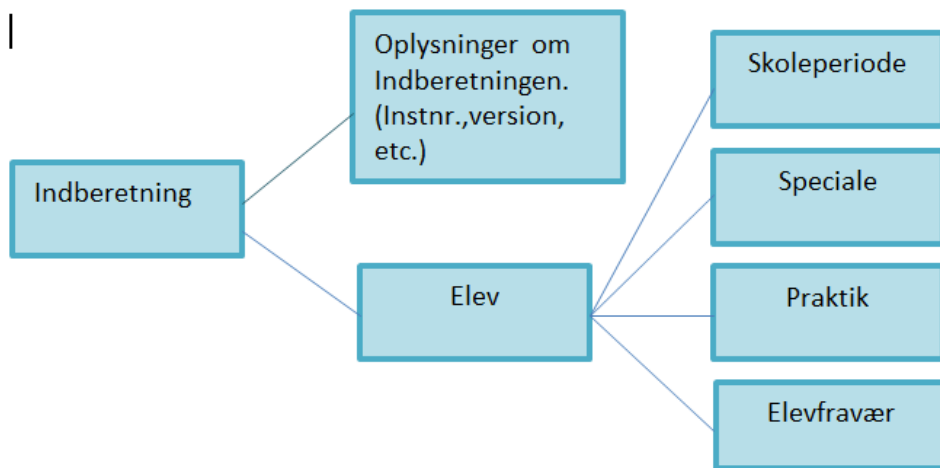 Indberetning
Oplysninger om
Indberetningen.
(Instnr.,version,
etc.)
Elev
Skoleperiode
Speciale
Praktik
Elevfravær